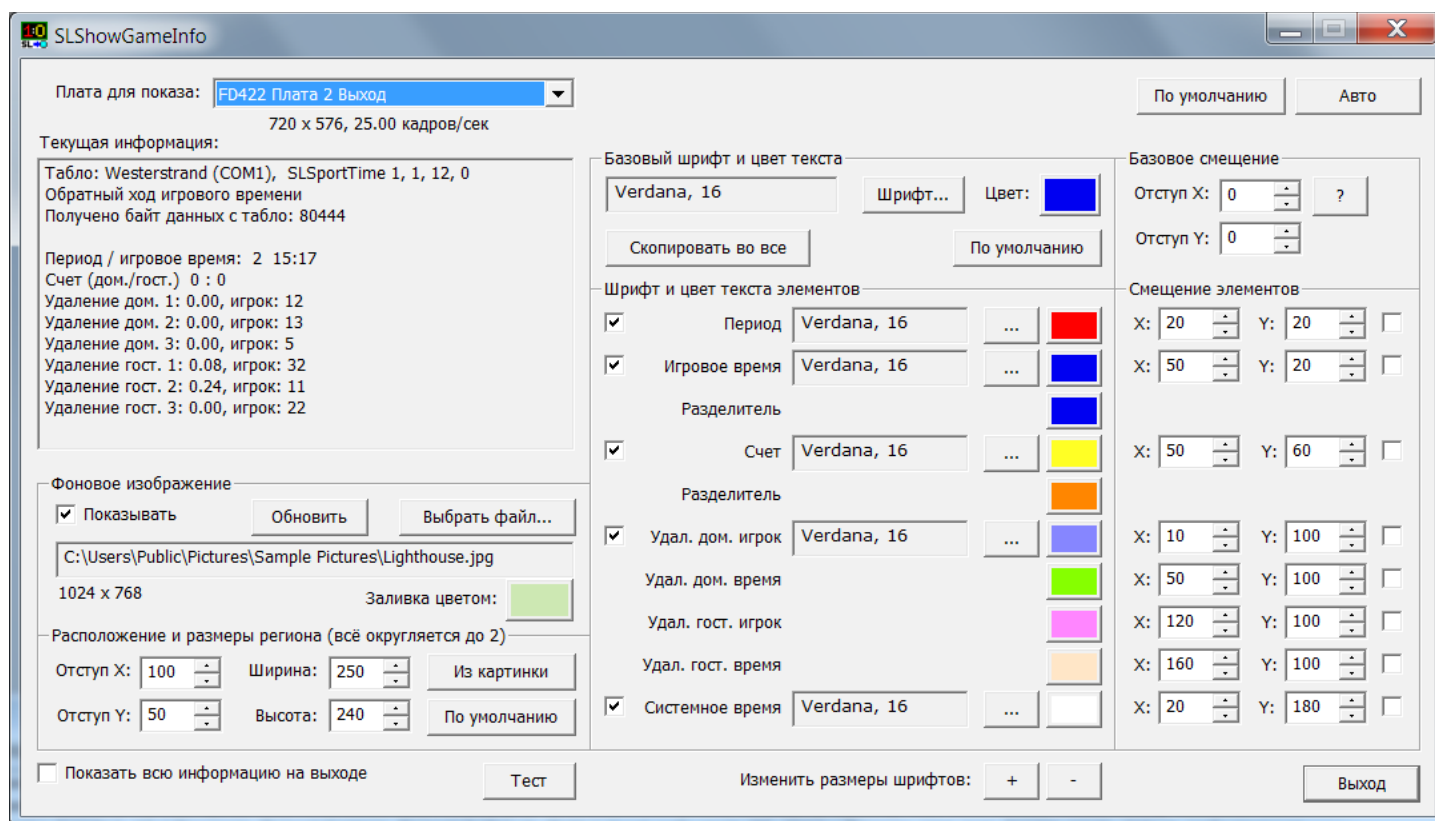 1:0
SL
SLShowGameInfo
Плата для показа: FD422 Плата 2 Выход
По умолчанию Авто
720 x 576, 25.00 кадров/сек
Текущая информация:
Табло: Westerstrand (COM1), SLSportTime 1, 1, 12, 0
Обратный ход игрового времени
Получено байт данных с табло: 80444
Период / игровое время: 2 15:17
Счет (дом./гост.) 0 : 0
Удаление дом. 1: 0.00, игрок: 12
Удаление дом. 2: 0.00, игрок: 13
Удаление дом. 3: 0.00, игрок: 5
Удаление гост. 1: 0.08, игрок: 32
Удаление гост. 2: 0.24, игрок: 11
Удаление гост. 3: 0.00, игрок: 22
Фоновое изображение
Показывать Обновить Выбрать файл...
C:\Users\Public\Pictures\Sample Pictures\Lighthouse.jpg
1024 x 768 Заливка цветом:
Расположение и размеры региона (всё округляется до 2)
Отступ X: 100 Ширина: 250 Из картинки
Отступ Y: 50 Высота: 240 По умолчанию
Показать всю информацию на выходе Тест
Базовый шрифт и цвет текста
Verdana, 16 Шрифт... Цвет:
Скопировать во все По умолчанию
Шрифт и цвет текста элементов
Период Verdana, 16 ...
Игровое время Verdana, 16 ...
Разделитель
Счет Verdana, 16 ...
Разделитель
Удал. дом. игрок Verdana, 16 ...
Удал. дом. время
Удал. гост. игрок
Удал. гост. время
Системное время Verdana, 16 ...
Изменить размеры шрифтов: + -
Базовое смещение
Отступ X: 0 ?
Отступ Y: 0
Смещение элементов
X: 20 Y: 20
X: 50 Y: 20
X: 50 Y: 60
X: 10 Y: 100
X: 50 Y: 100
X: 120 Y: 100
X: 160 Y: 100
X: 20 Y: 180
Выход